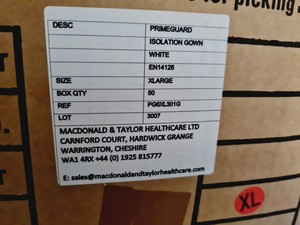 for picking.
DESC PRIMEGUARD
ISOLATION GOWN
WHITE
EN14126
SIZE XLARGE
BOX QTY 50
REF PG6XL301G
LOT 3007
MACDONALD & TAYLOR HEALTHCARE LTD
CARNFORD COURT, HARDWICK GRANGE
WARRINGTON, CHESHIRE
WA1 4RX +44 (0) 1925 815777
E: sales@macdonaldandtaylorhealthcare.com
XL